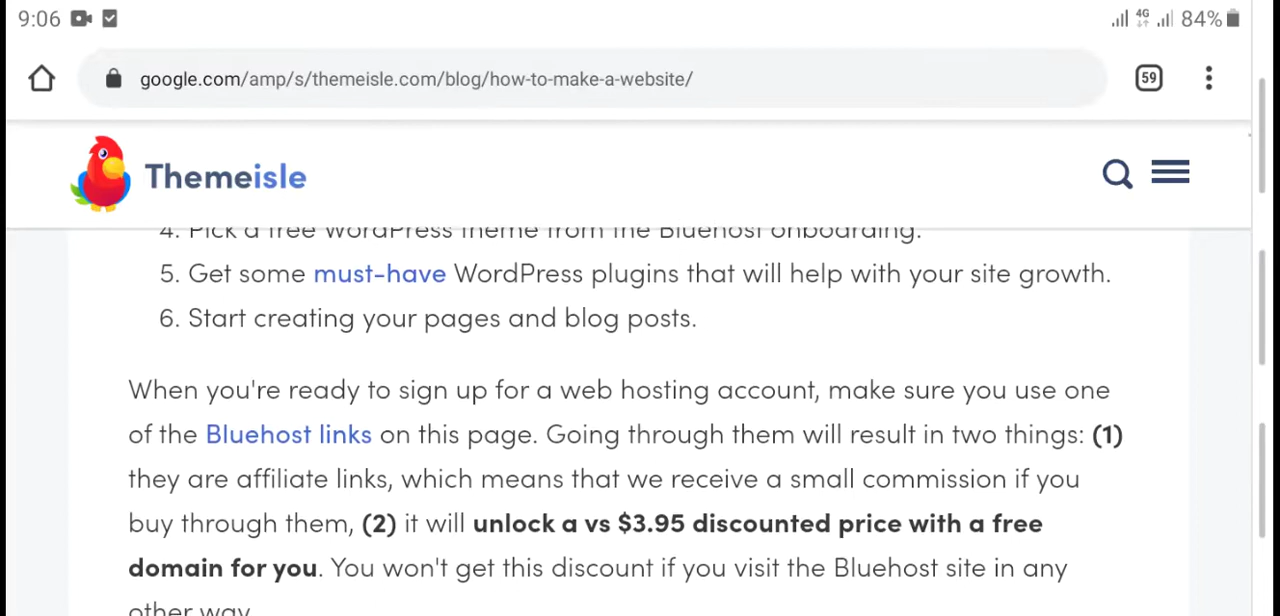 9:06 4G 84%
google.com/amp/s/themeisle.com/blog/how-to-make-a-website/ 59
Themeisle
4. Pick a free WordPress theme from the Bluehost onboarding.
5. Get some must-have WordPress plugins that will help with your site growth.
6. Start creating your pages and blog posts.
When you're ready to sign up for a web hosting account, make sure you use one
of the Bluehost links on this page. Going through them will result in two things: (1)
they are affiliate links, which means that we receive a small commission if you
buy through them, (2) it will unlock a vs $3.95 discounted price with a free
domain for you. You won't get this discount if you visit the Bluehost site in any
other way